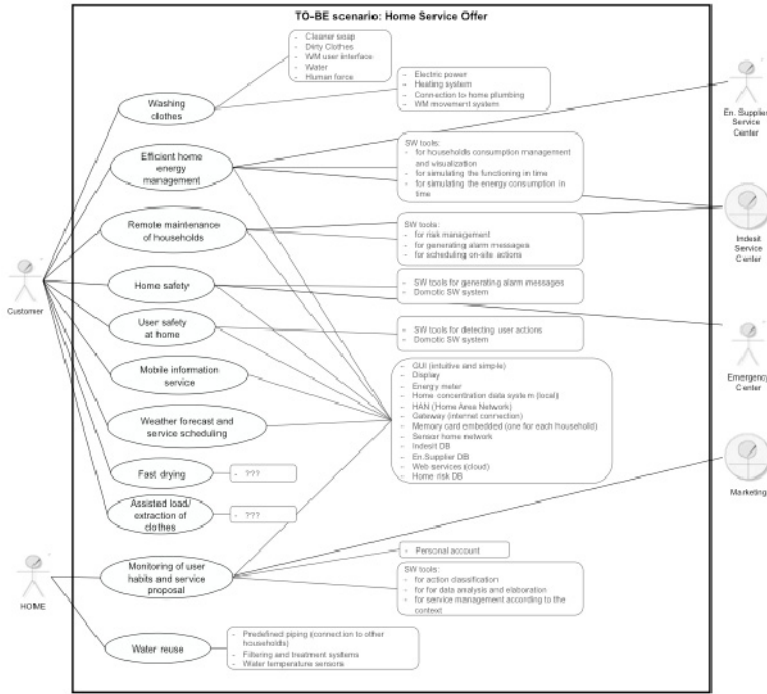 TO-BE scenario: Home Service Offer
- Cleaner soap
- Dirty Clothes
- WM user interface
- Water
- Human force
- Electric power
- Heating system
- Connection to home plumbing
- WM movement system
Washing
clothes
En. Supplier
Service
Center
Efficient home
energy
management
SW tools:
- for households consumption management
and visualization
- for simulating the functioning in time
- for simulating the energy consumption in
time
Remote maintenance
of households
SW tools:
- for risk management
- for generating alarm messages
- for scheduling on-site actions
Indesit
Service
Center
Customer
Home safety
- SW tools for generating alarm messages
- Domotic SW system
User safety
at home
- SW tools for detecting user actions
- Domotic SW system
Emergency
Center
Mobile information
service
- GUI (intuitive and simple)
- Display
- Energy meter
- Home concentration data system (local)
- HAN (Home Area Network)
- Gateway (internet connection)
- Memory card embedded (one for each household)
- Sensor home network
- Indesit DB
- En.Supplier DB
- Web services (cloud)
- Home risk DB
Weather forecast and
service scheduling
Fast drying
- ???
Marketing
Assisted load/
extraction of
clothes
- ???
HOME
Monitoring of user
habits and service
proposal
- Personal account
SW tools:
- for action classification
- for for data analysis and elaboration
- for service management according to the
context
Water reuse
- Predefined piping (connection to other
households)
- Filtering and treatment systems
- Water temperature sensors